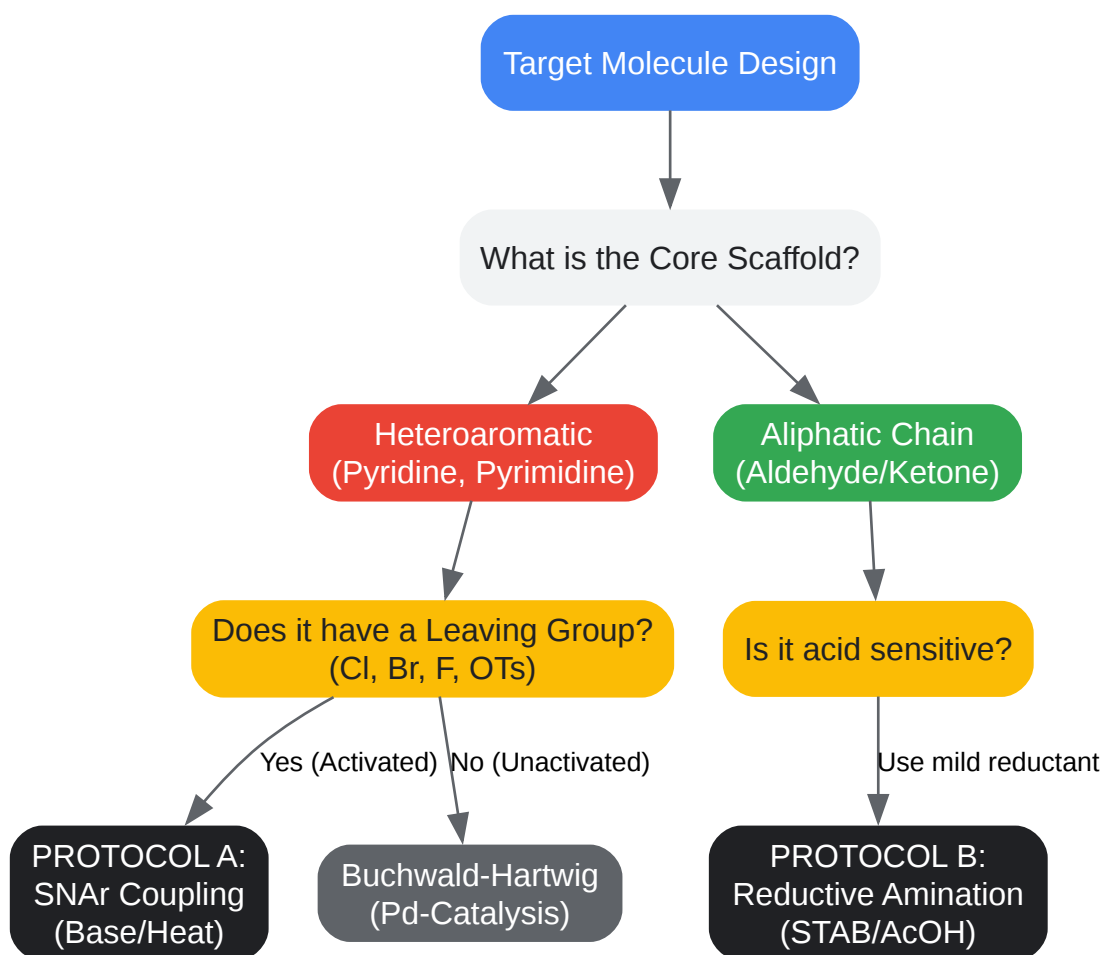 Target Molecule Design
What is the Core Scaffold?
Heteroaromatic
(Pyridine, Pyrimidine)
Aliphatic Chain
(Aldehyde/Ketone)
Does it have a Leaving Group?
(Cl, Br, F, OTs)
Is it acid sensitive?
Yes (Activated)
No (Unactivated)
Use mild reductant
PROTOCOL A:
SNAr Coupling
(Base/Heat)
Buchwald-Hartwig
(Pd-Catalysis)
PROTOCOL B:
Reductive Amination
(STAB/AcOH)